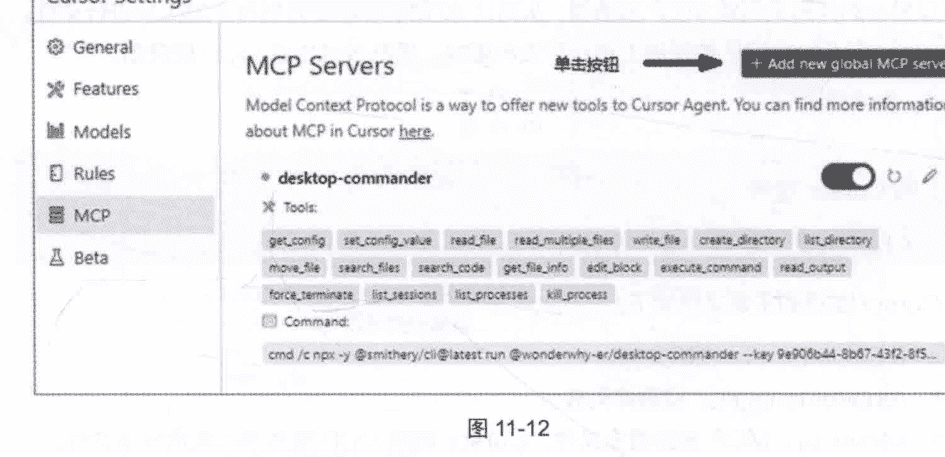 Cursor Settings
General
Features
Models
Rules
MCP
Beta
MCP Servers
单击按钮
+ Add new global MCP serve
Model Context Protocol is a way to offer new tools to Cursor Agent. You can find more information
about MCP in Cursor here.
desktop-commander
Tools:
get_config set_config_value read_file read_multiple_files write_file create_directory list_directory
move_file search_files search_code get_file_info edit_block execute_command read_output
force_terminate list_sessions list_processes kill_process
Command:
cmd /c npx -y @smithery/cli@latest run @wonderwhy-er/desktop-commander --key 9e906b44-8b67-43f2-8f5...
图 11-12